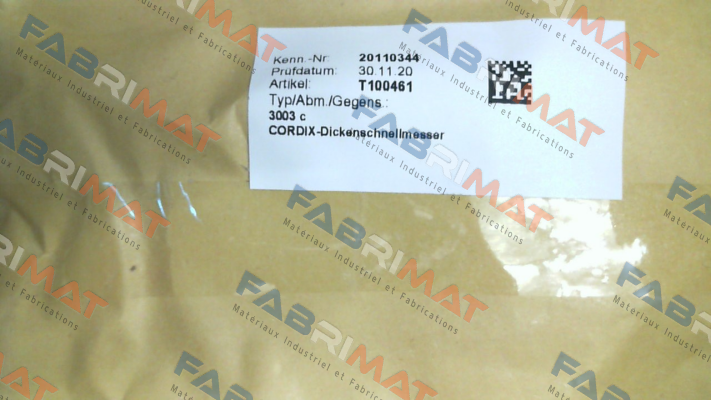 Kenn.-Nr: 20110344
Prüfdatum: 30.11.20
Artikel: T100461
Typ/Abm./Gegens.:
3003 c
CORDIX-Dickenschnellmesser
FABRIMAT
Matériaux Industriel et Fabrications